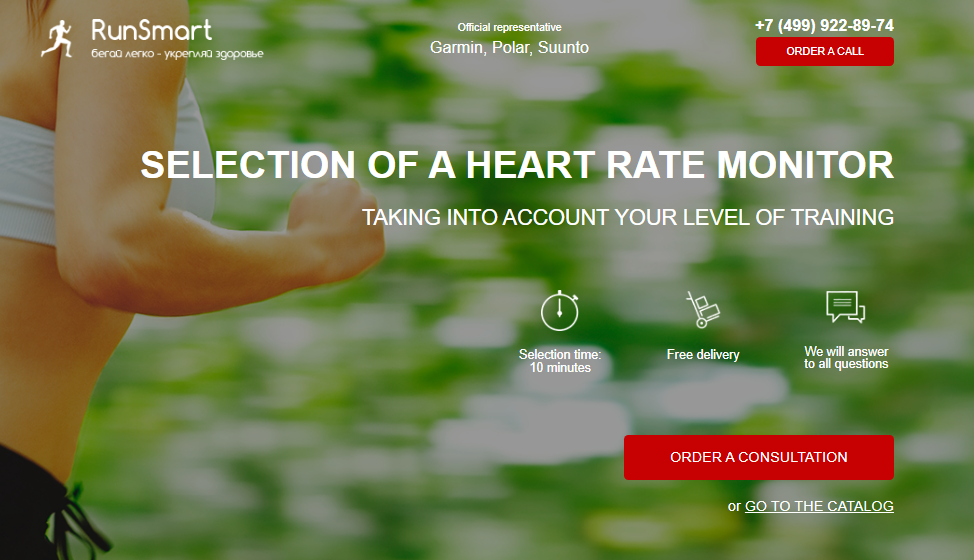 RunSmart
бегай легко - укрепляй здоровье
Official representative
Garmin, Polar, Suunto
+7 (499) 922-89-74
ORDER A CALL
SELECTION OF A HEART RATE MONITOR
TAKING INTO ACCOUNT YOUR LEVEL OF TRAINING
Selection time:
10 minutes
Free delivery
We will answer
to all questions
ORDER A CONSULTATION
or GO TO THE CATALOG